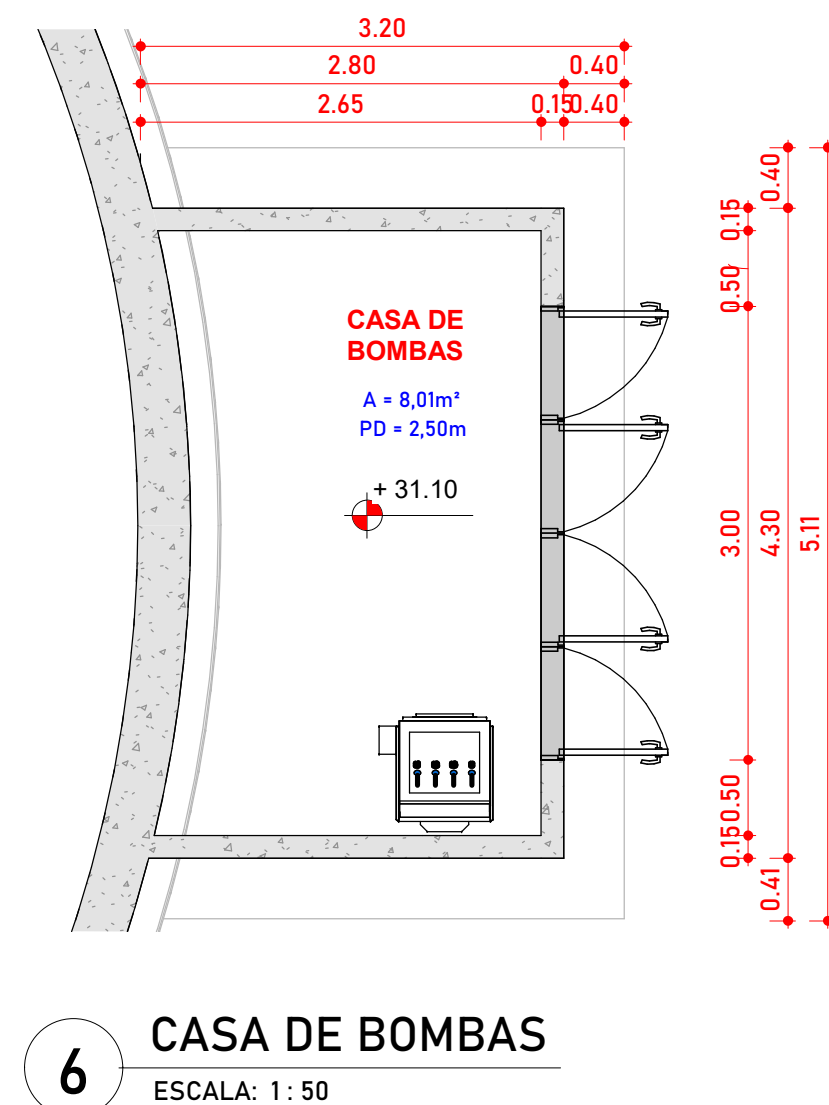 3.20
2.80 0.40
2.65 0.15 0.40
0.40
0.15
0.50
CASA DE
BOMBAS
A = 8,01m²
PD = 2,50m
+ 31.10
3.00
4.30
5.11
0.50
0.15
0.41
6
CASA DE BOMBAS
ESCALA: 1 : 50